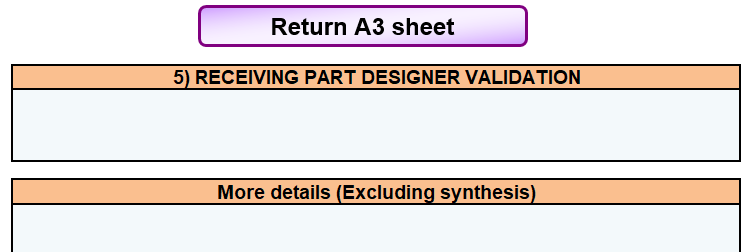 Return A3 sheet
5) RECEIVING PART DESIGNER VALIDATION
More details (Excluding synthesis)